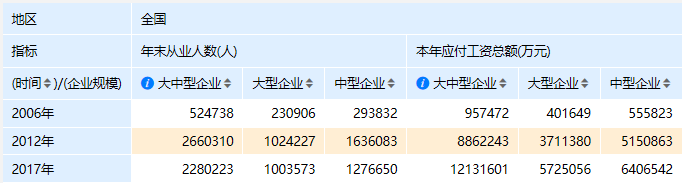 地区 全国
指标 年末从业人数(人) 本年应付工资总额(万元)
(时间)/(企业规模) 大中型企业 大型企业 中型企业 大中型企业 大型企业 中型企业
2006年 524738 230906 293832 957472 401649 555823
2012年 2660310 1024227 1636083 8862243 3711380 5150863
2017年 2280223 1003573 1276650 12131601 5725056 6406542